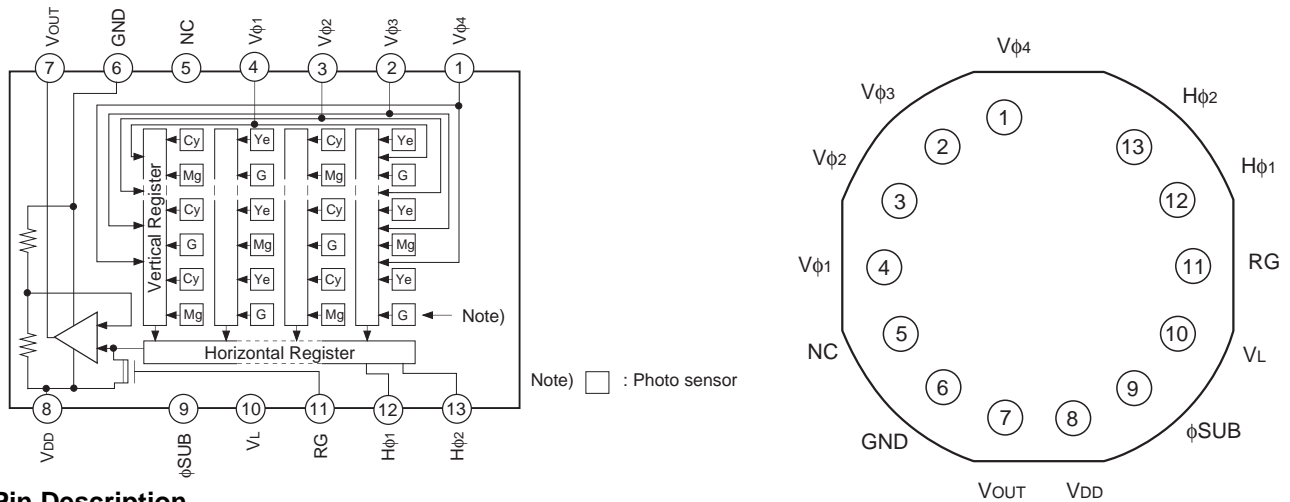 VOUT GND NC Vϕ1 Vϕ2 Vϕ3 Vϕ4
7 6 5 4 3 2 1
Cy Ye Cy Ye
Mg G Mg G
Cy Ye Cy Ye
G Mg G Mg
Cy Ye Cy Ye
Mg G Mg G
Vertical Register
Note)
Horizontal Register
Note) : Photo sensor
8 9 10 11 12 13
VDD ϕSUB VL RG Hϕ1 Hϕ2
Vϕ4
Vϕ3 Hϕ2
1
2 13
Vϕ2 Hϕ1
3 12
Vϕ1 4 11 RG
5 10
NC VL
6 9
7 8
GND ϕSUB
VOUT VDD
Pin Description